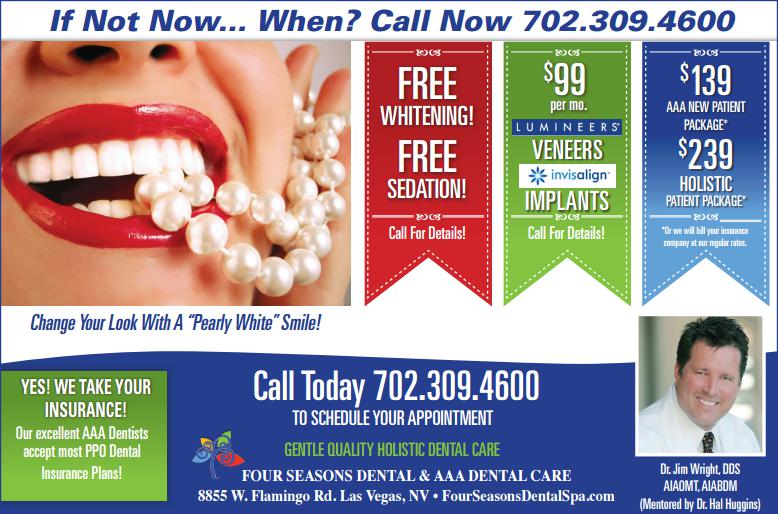 If Not Now... When? Call Now 702.309.4600
FREE
WHITENING!
FREE
SEDATION!
Call For Details!
$99
per mo.
LUMINEERS®
VENEERS
invisalign®
IMPLANTS
Call For Details!
$139
AAA NEW PATIENT
PACKAGE*
$239
HOLISTIC
PATIENT PACKAGE*
*Or we will bill your insurance
company at our regular rates.
Change Your Look With A "Pearly White" Smile!
YES! WE TAKE YOUR
INSURANCE!
Our excellent AAA Dentists
accept most PPO Dental
Insurance Plans!
Call Today 702.309.4600
TO SCHEDULE YOUR APPOINTMENT
GENTLE QUALITY HOLISTIC DENTAL CARE
FOUR SEASONS DENTAL & AAA DENTAL CARE
8855 W. Flamingo Rd. Las Vegas, NV • FourSeasonsDentalSpa.com
Dr. Jim Wright, DDS
AIAOMT, AIABDM
(Mentored by Dr. Hal Huggins)